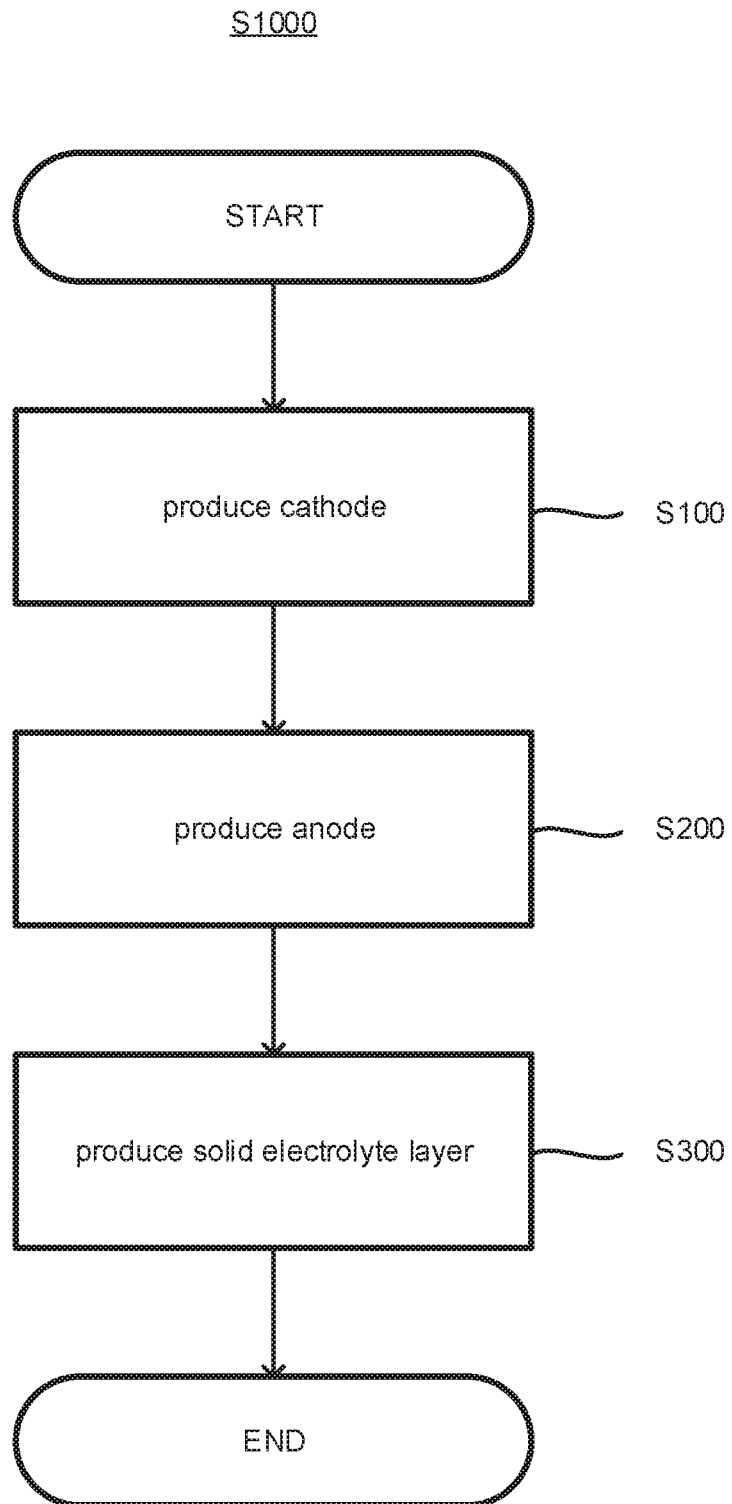 S1000
START
produce cathode
S100
produce anode
S200
produce solid electrolyte layer
S300
END